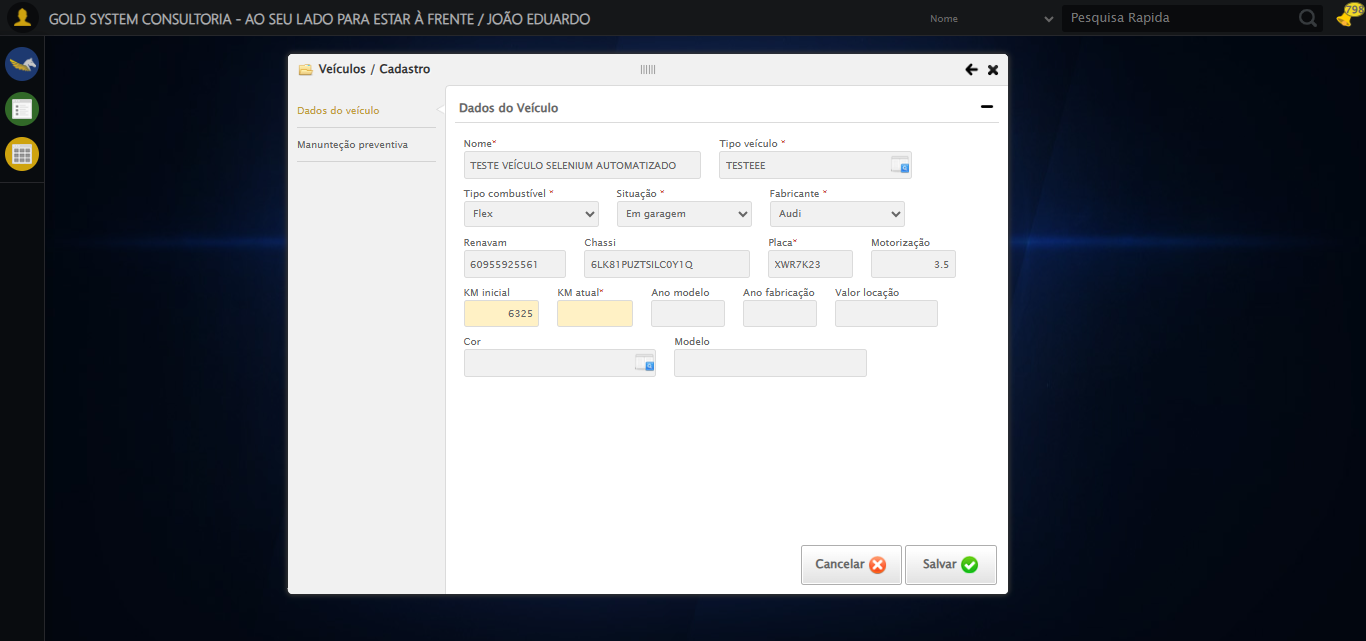 GOLD SYSTEM CONSULTORIA - AO SEU LADO PARA ESTAR À FRENTE / JOÃO EDUARDO
Nome
Pesquisa Rapida
798
Veículos / Cadastro
Dados do veículo
Manunteção preventiva
Dados do Veículo
Nome* Tipo veículo *
TESTE VEÍCULO SELENIUM AUTOMATIZADO TESTEEE
Tipo combustível * Situação * Fabricante *
Flex Em garagem Audi
Renavam Chassi Placa* Motorização
60955925561 6LK81PUZTSILC0Y1Q XWR7K23 3.5
KM inicial KM atual* Ano modelo Ano fabricação Valor locação
6325
Cor Modelo
Cancelar Salvar